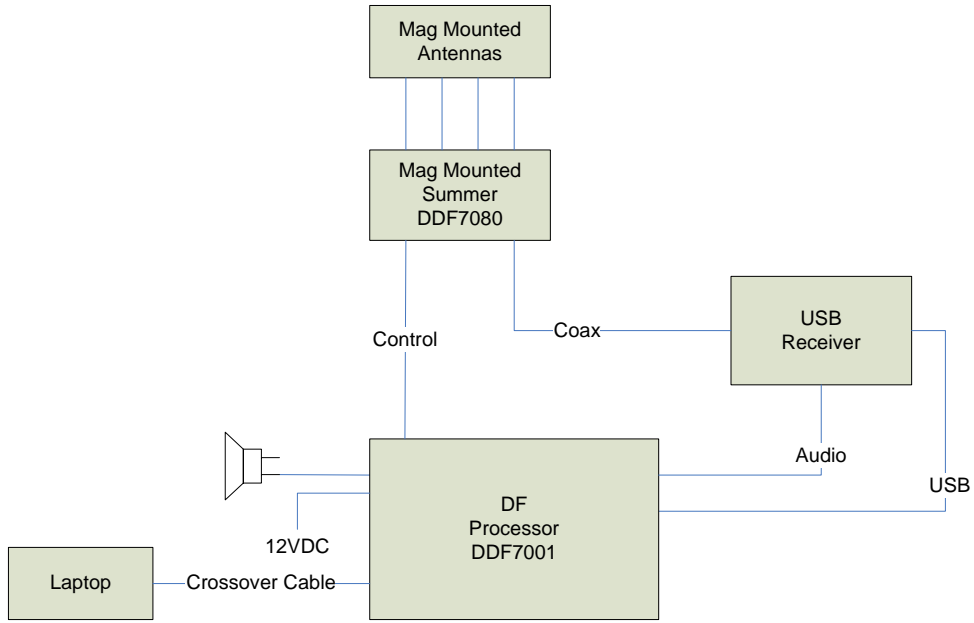 Mag Mounted
Antennas
Mag Mounted
Summer
DDF7080
USB
Receiver
Control
Coax
Audio
USB
DF
Processor
DDF7001
12VDC
Laptop
Crossover Cable